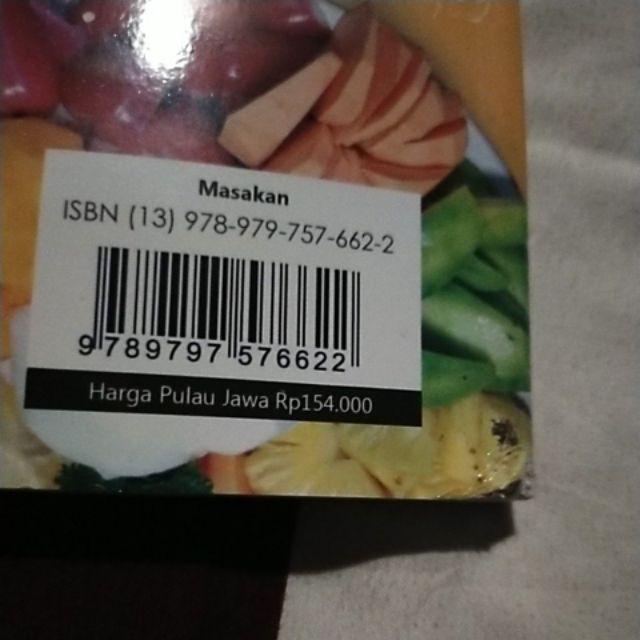 Masakan
ISBN (13) 978-979-757-662-2
9 789797 576622
Harga Pulau Jawa Rp154.000